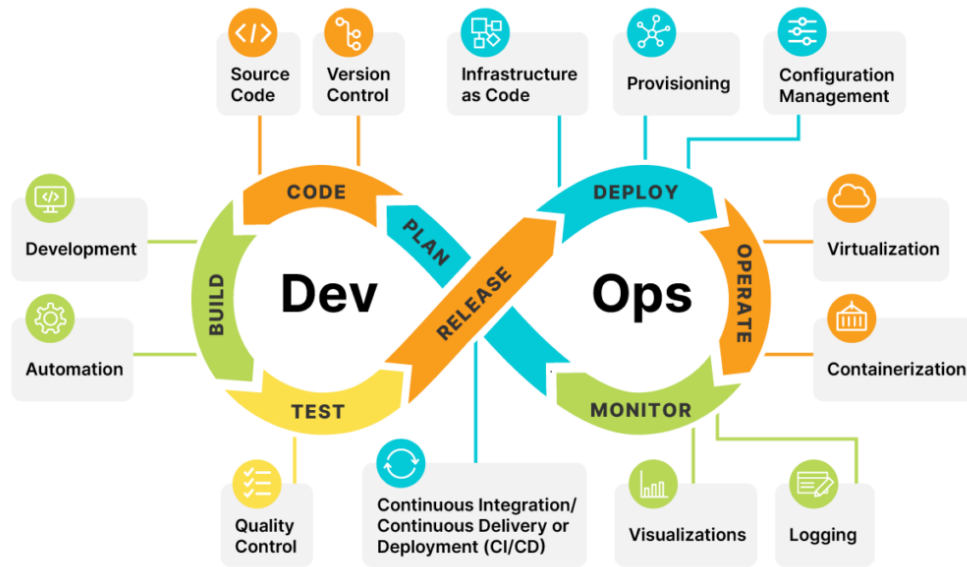 Source
Code
Version
Control
Infrastructure
as Code
Provisioning
Configuration
Management
CODE
DEPLOY
PLAN
Development
Virtualization
BUILD
Dev
RELEASE
Ops
OPERATE
Automation
Containerization
TEST
MONITOR
Quality
Control
Continuous Integration/
Continuous Delivery or
Deployment (CI/CD)
Visualizations
Logging